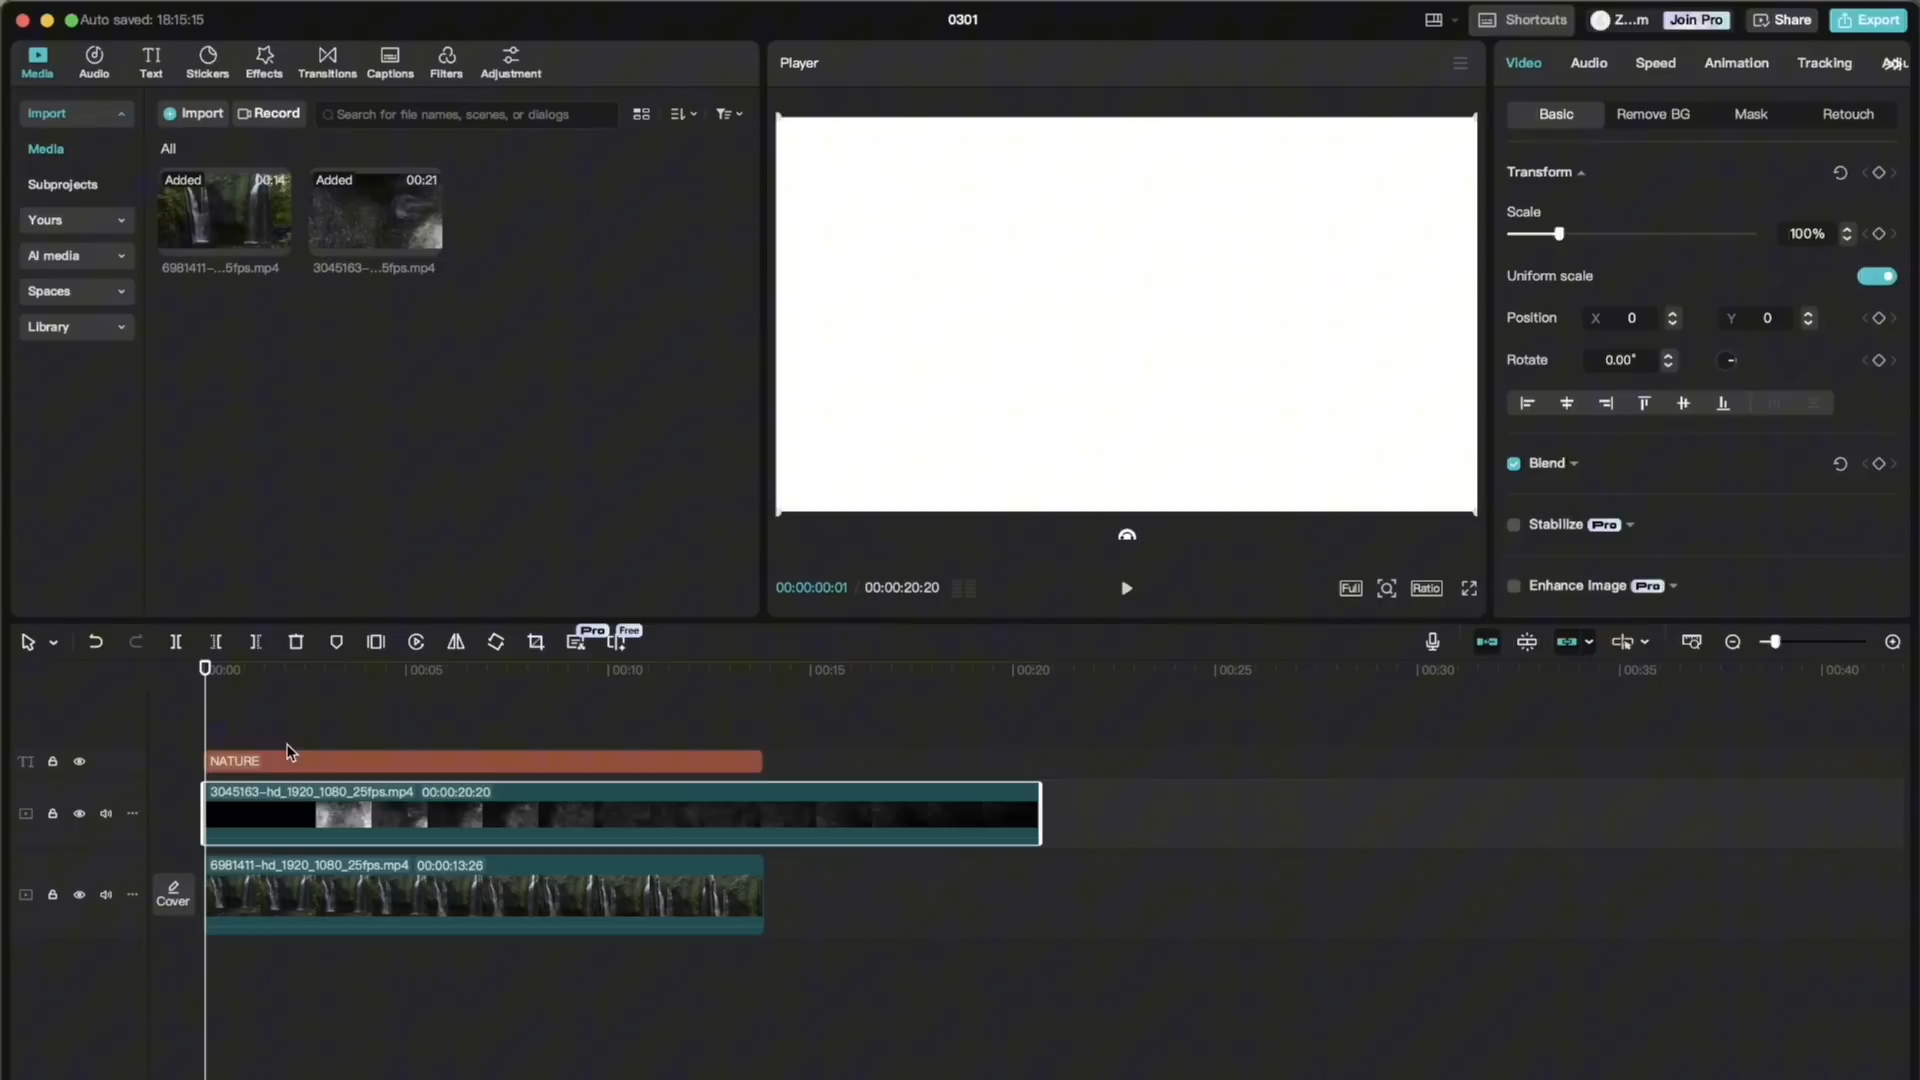 Auto saved: 18:15:15
0301
Shortcuts
Z...m
Join Pro
Share
Export
Media
Audio
Text
Stickers
Effects
Transitions
Captions
Filters
Adjustment
Import
Media
Subprojects
Yours
AI media
Spaces
Library
Import
Record
Search for file names, scenes, or dialogs
All
Added 00:14
Added 00:21
6981411-...5fps.mp4
3045163-...5fps.mp4
Player
00:00:00:01 / 00:00:20:20
Full
Ratio
Video
Audio
Speed
Animation
Tracking
Basic
Remove BG
Mask
Retouch
Transform
Scale
100%
Uniform scale
Position X 0 Y 0
Rotate 0.00°
Blend
Stabilize Pro
Enhance Image Pro
Pro
Free
00:00 00:05 00:10 00:15 00:20 00:25 00:30 00:35 00:40
TI
NATURE
3045163-hd_1920_1080_25fps.mp4 00:00:20:20
6981411-hd_1920_1080_25fps.mp4 00:00:13:26
Cover